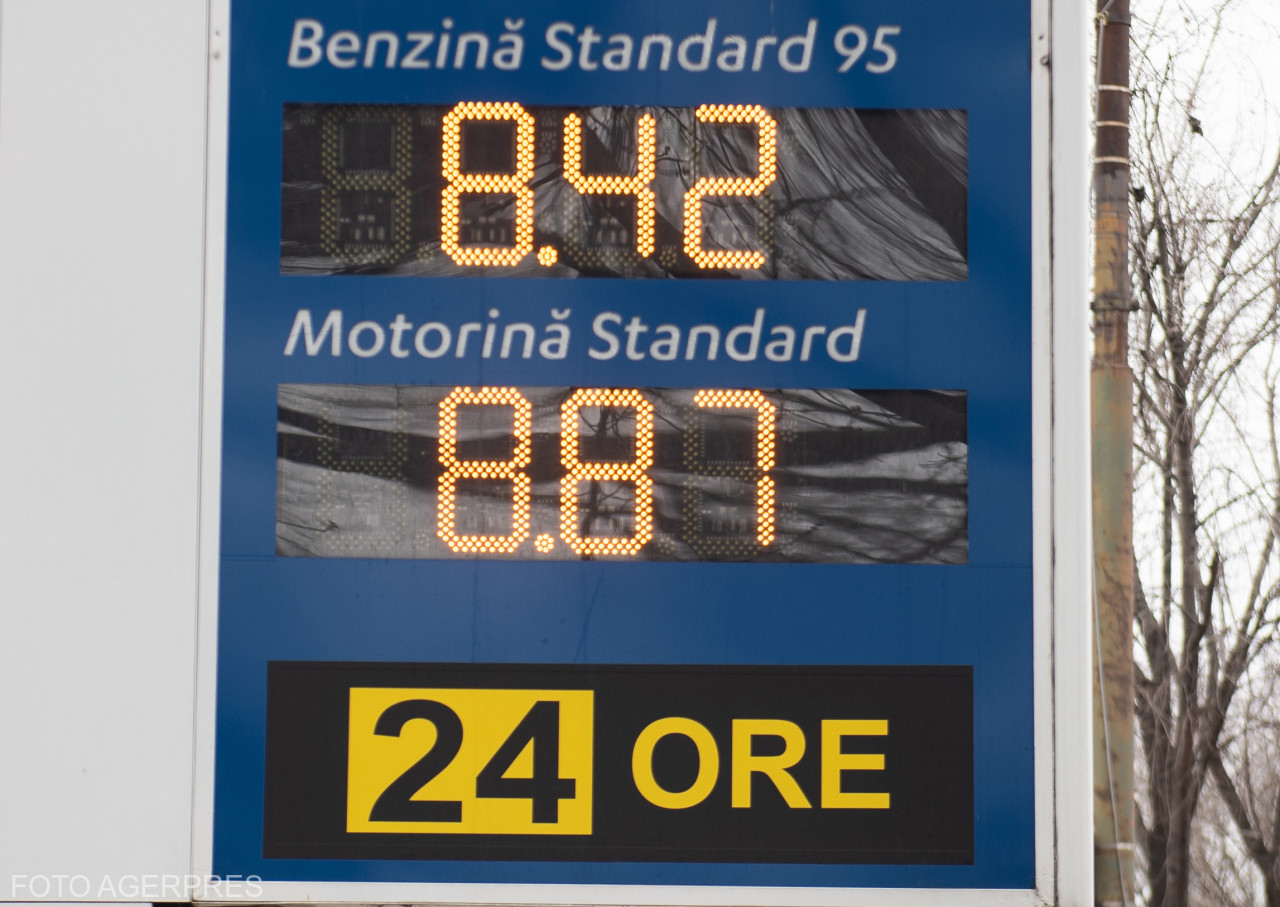 Benzină Standard 95
8.42
Motorină Standard
8.87
24 ORE
FOTO AGERPRES